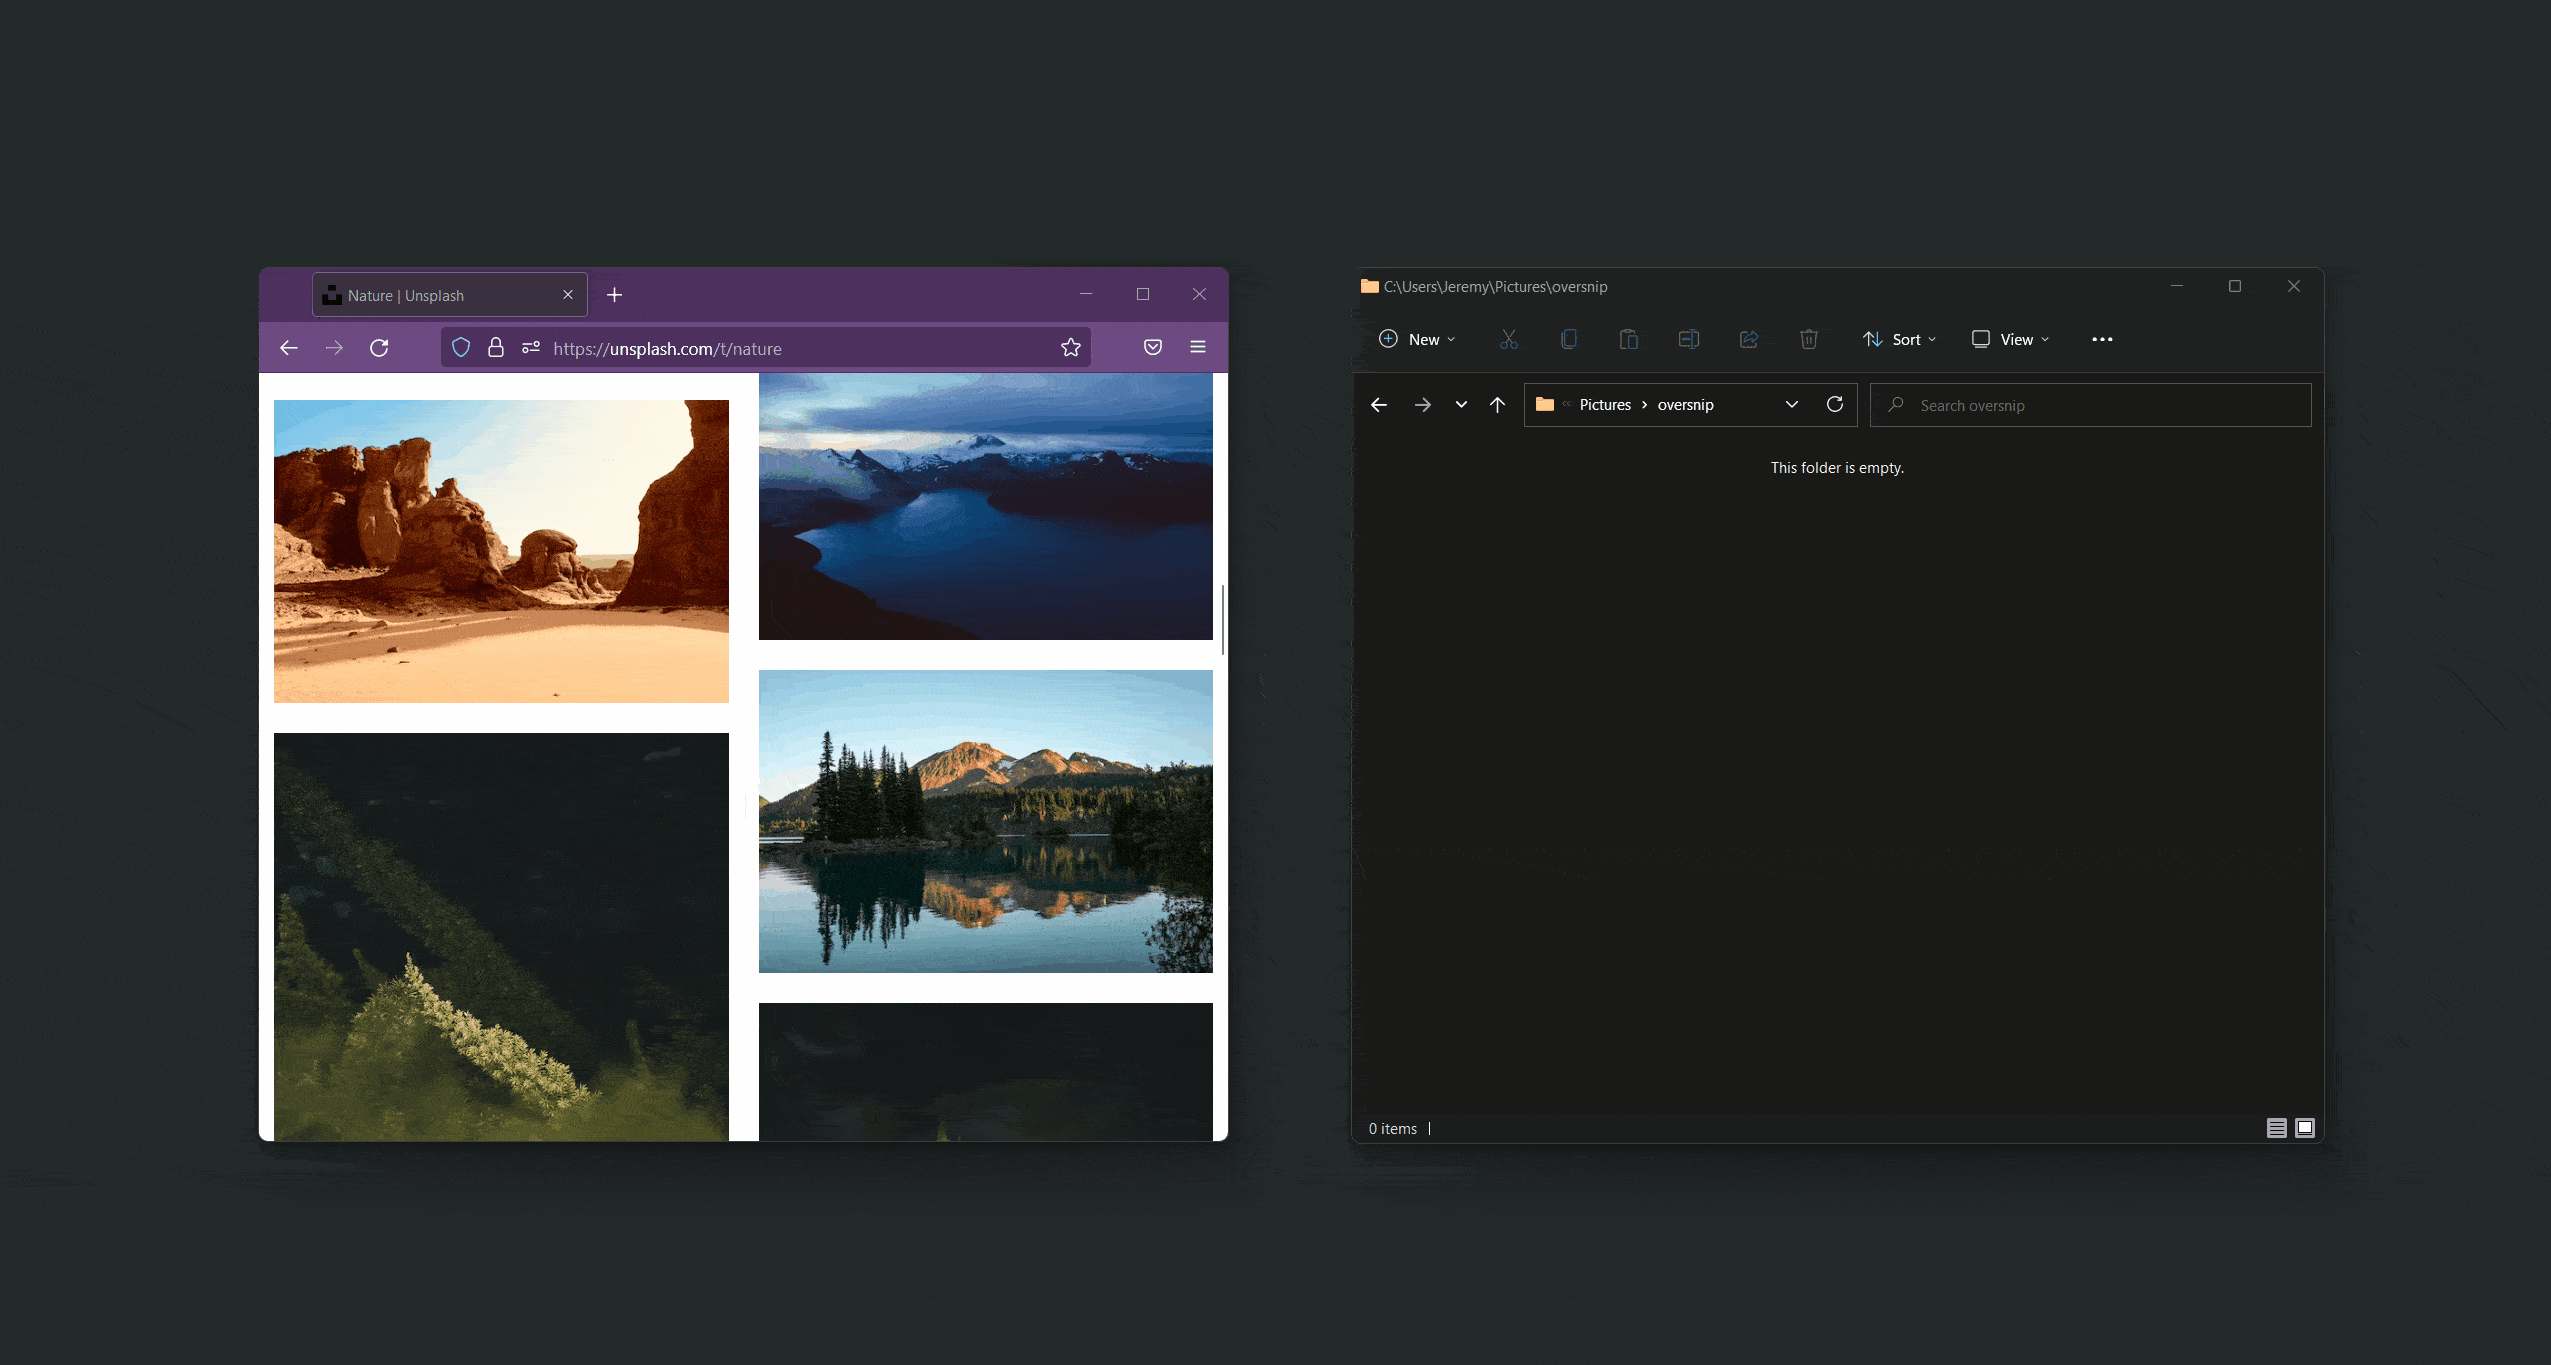 Nature | Unsplash
https://unsplash.com/t/nature
C:\Users\Jeremy\Pictures\oversnip
New
Sort
View
Pictures > oversnip
Search oversnip
This folder is empty.
0 items